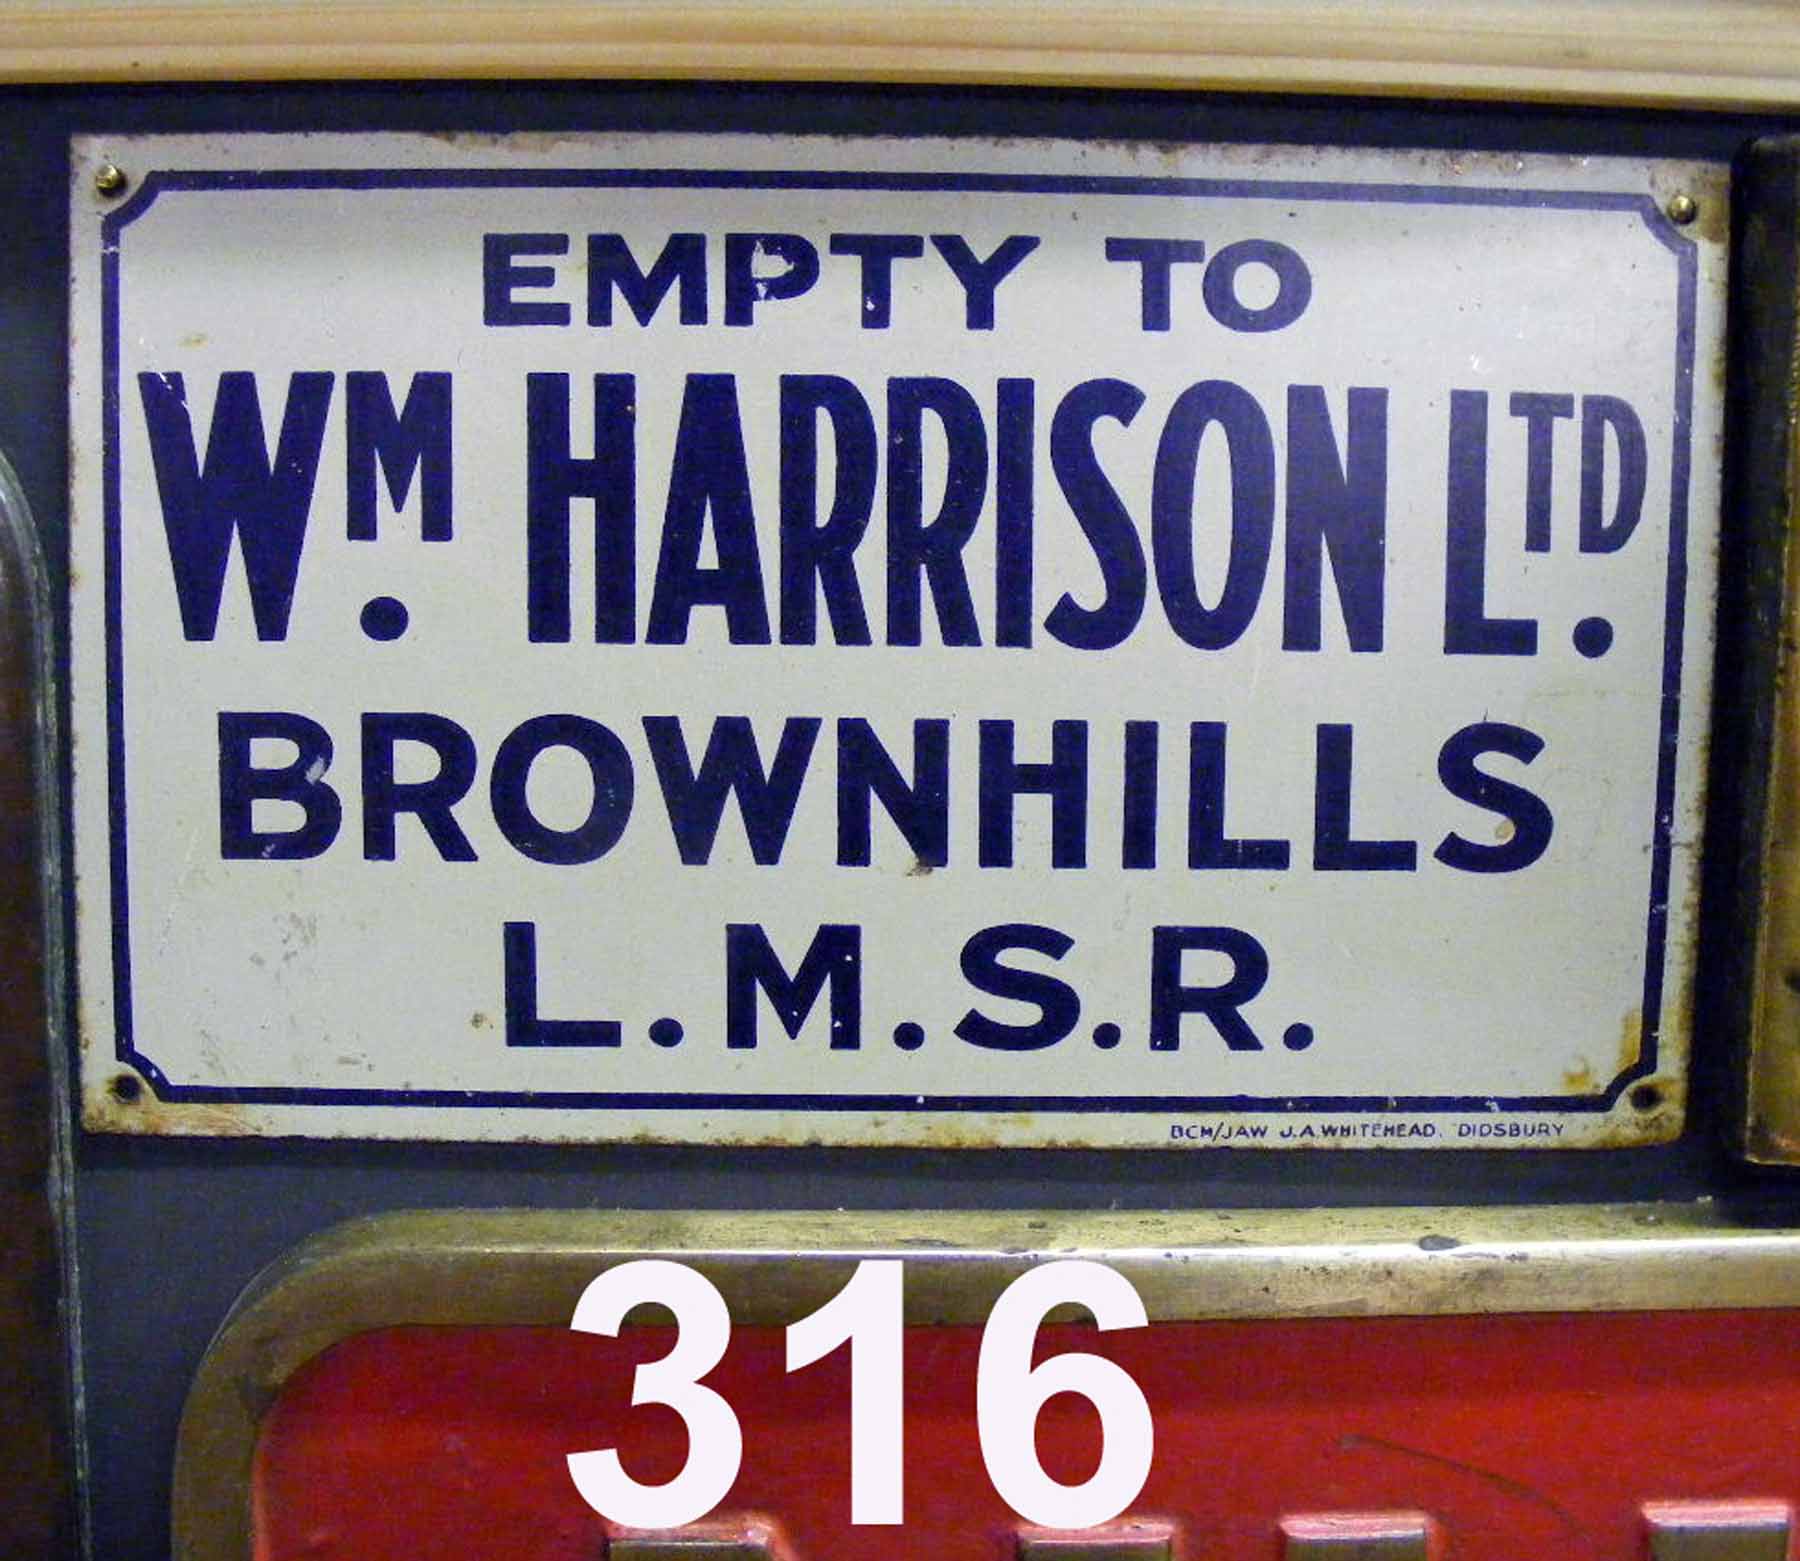 EMPTY TO
WM. HARRISON LTD.
BROWNHILLS
L.M.S.R.
BCM/JAW J.A.WHITEHEAD. DIDSBURY
316